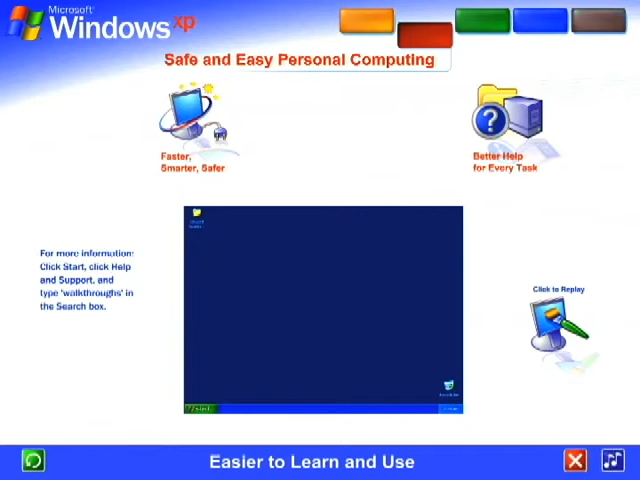 Microsoft®
Windows xp
Safe and Easy Personal Computing
Faster,
Smarter, Safer
Better Help
for Every Task
For more information:
Click Start, click Help
and Support, and
type 'walkthroughs' in
the Search box.
Click to Replay
Easier to Learn and Use